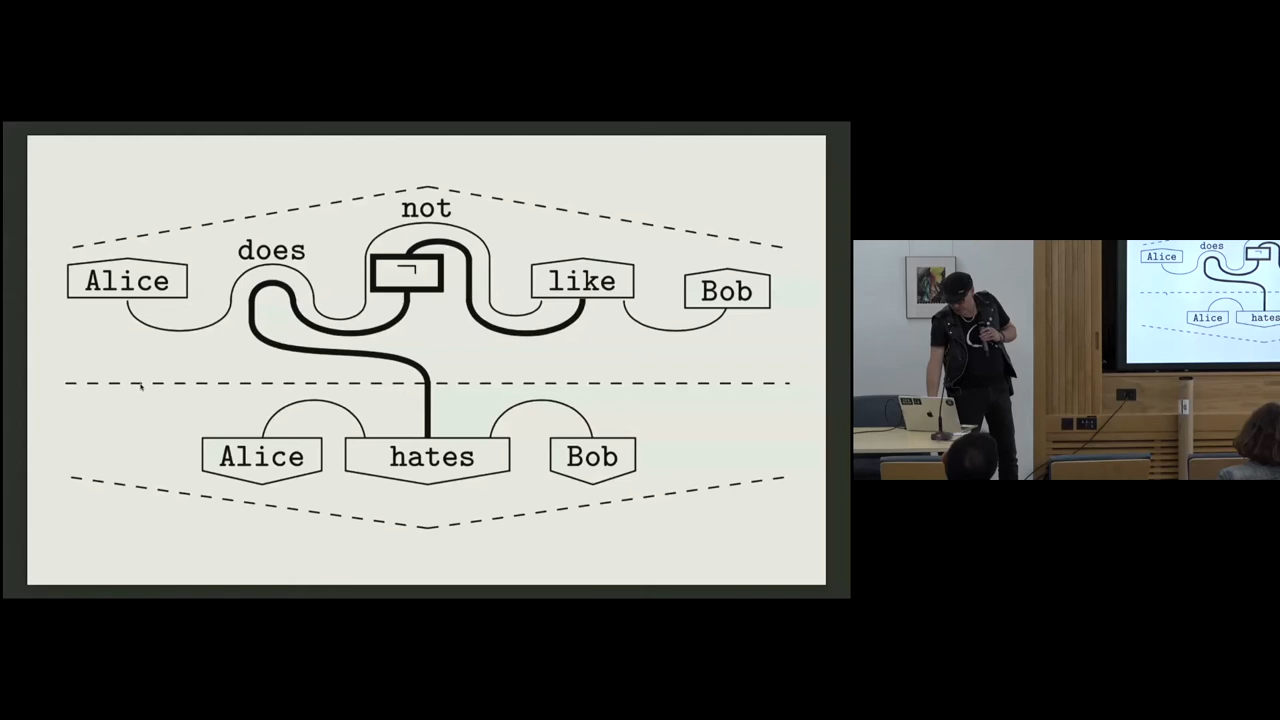 not
does
Alice
¬
like
Bob
Alice
hates
Bob
does
Alice
Alice
hates